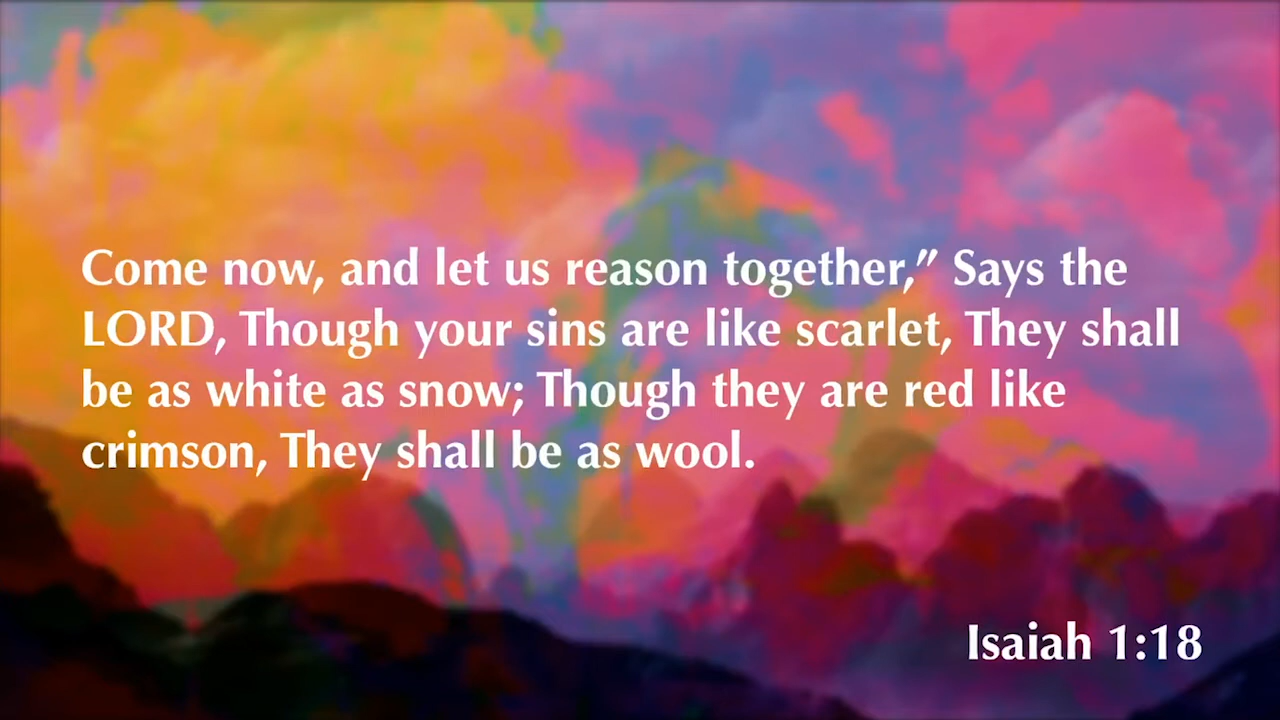 Come now, and let us reason together,” Says the
LORD, Though your sins are like scarlet, They shall
be as white as snow; Though they are red like
crimson, They shall be as wool.
Isaiah 1:18